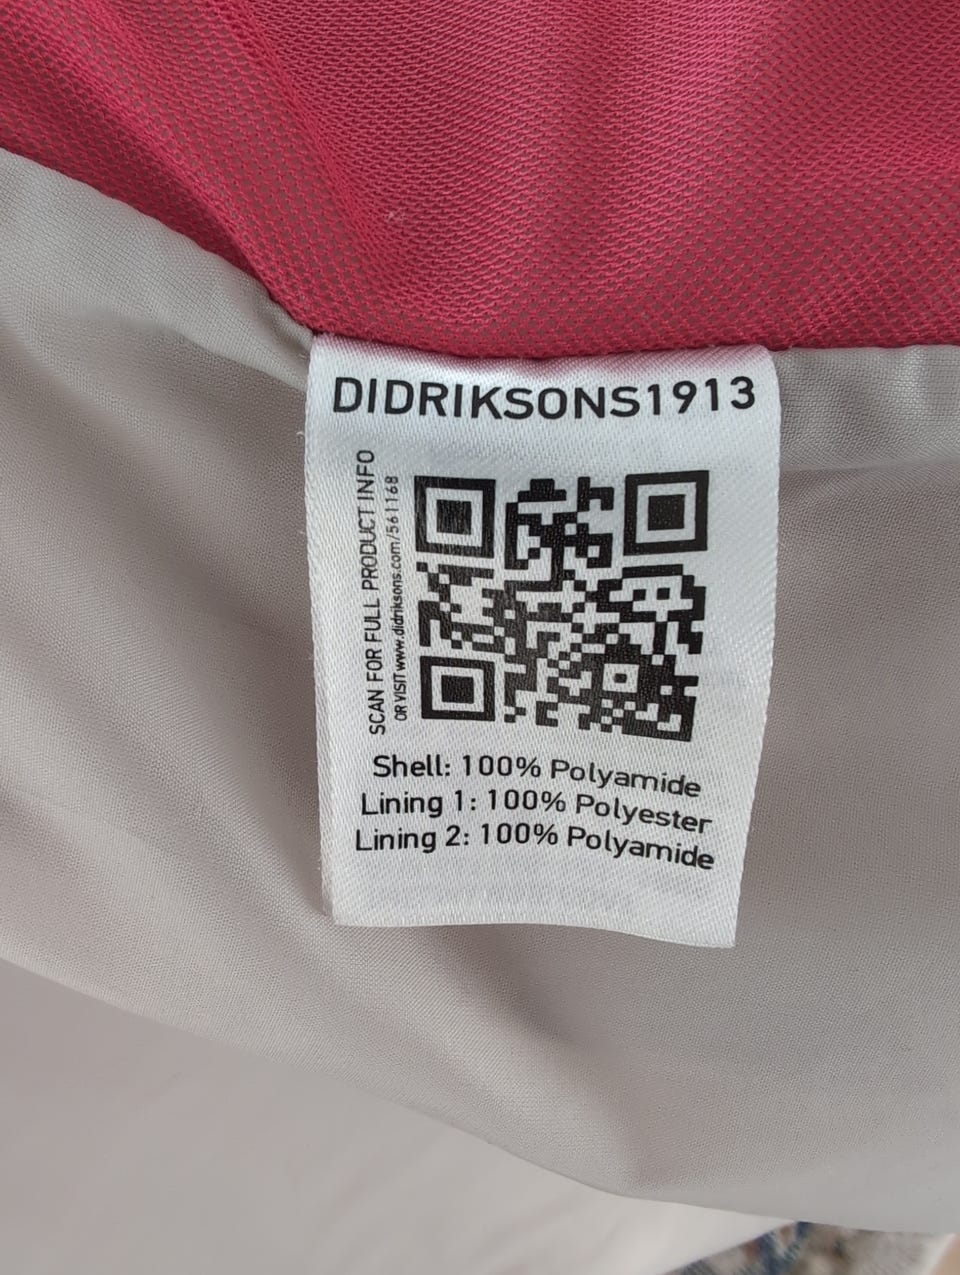 DIDRIKSONS1913
SCAN FOR FULL PRODUCT INFO
OR VISIT www.didriksons.com/561168
Shell: 100% Polyamide
Lining 1: 100% Polyester
Lining 2: 100% Polyamide